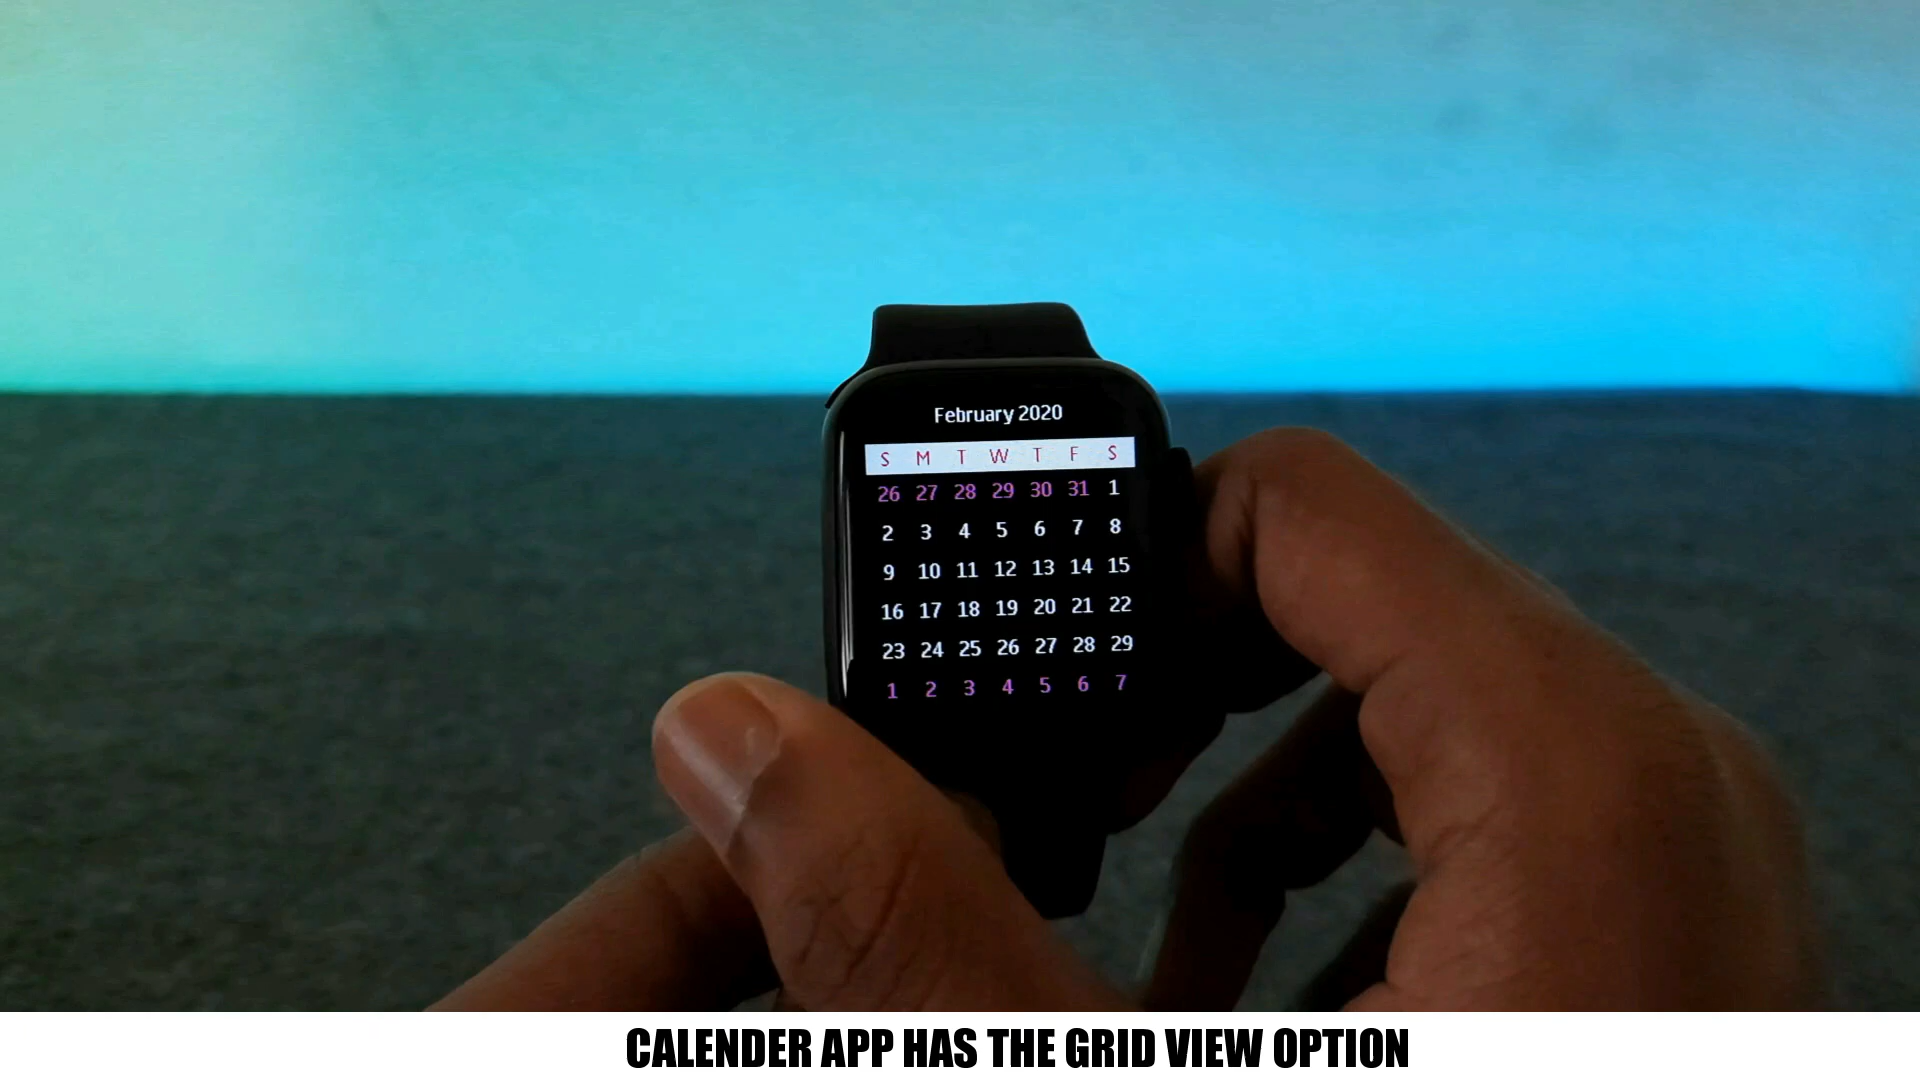 February 2020
S M T W T F S
26 27 28 29 30 31 1
2 3 4 5 6 7 8
9 10 11 12 13 14 15
16 17 18 19 20 21 22
23 24 25 26 27 28 29
1 2 3 4 5 6 7
CALENDER APP HAS THE GRID VIEW OPTION